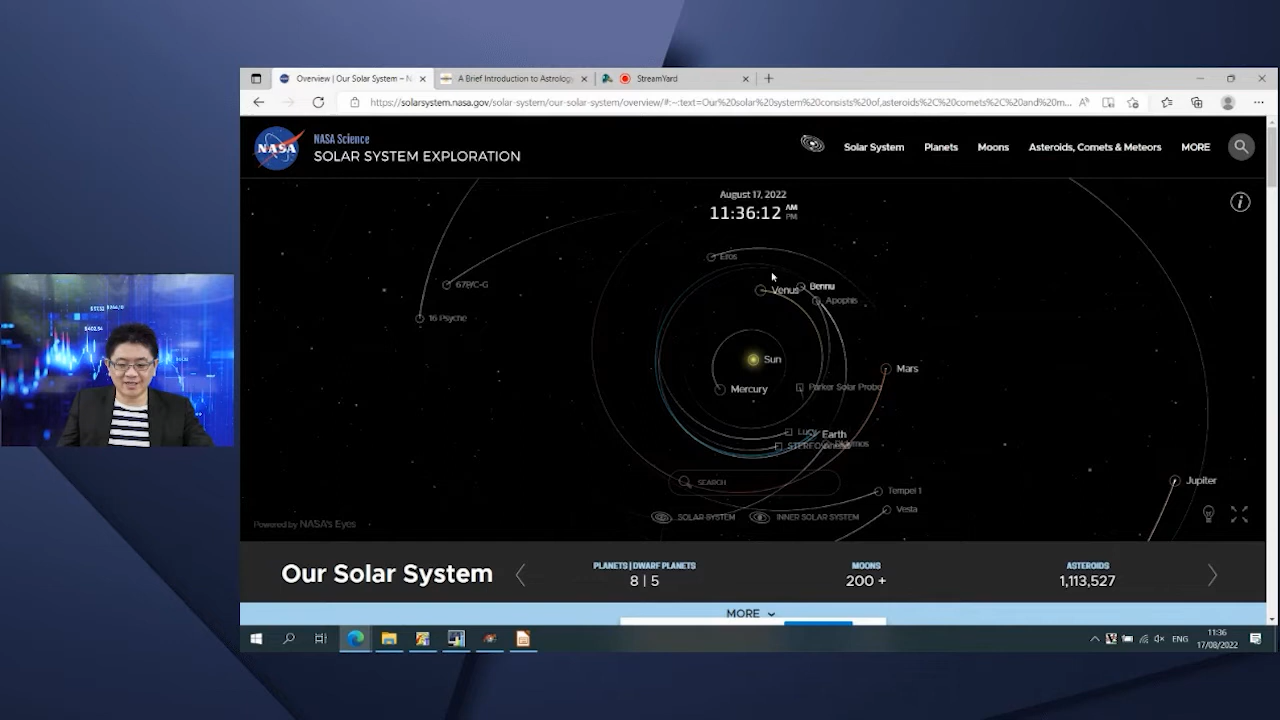 Overview | Our Solar System – N
A Brief Introduction to Astrolog
StreamYard
https://solarsystem.nasa.gov/solar-system/our-solar-system/overview/#:~:text=Our%20solar%20system%20consists%20of,asteroids%2C%20comets%2C%20and%20m...
NASA
NASA Science
SOLAR SYSTEM EXPLORATION
Solar System
Planets
Moons
Asteroids, Comets & Meteors
MORE
August 17, 2022
11:36:12 AM PM
Eros
Venus
Bennu
Apophis
67P/C-G
16 Psyche
Sun
Mercury
Mars
Parker Solar Probe
Lucy
Earth
SEARCH
Tempel 1
Jupiter
Vesta
SOLAR SYSTEM
INNER SOLAR SYSTEM
Powered by NASA's Eyes
Our Solar System
PLANETS | DWARF PLANETS
8 | 5
MOONS
200 +
ASTEROIDS
1,113,527
MORE
ENG
11:36
17/08/2022